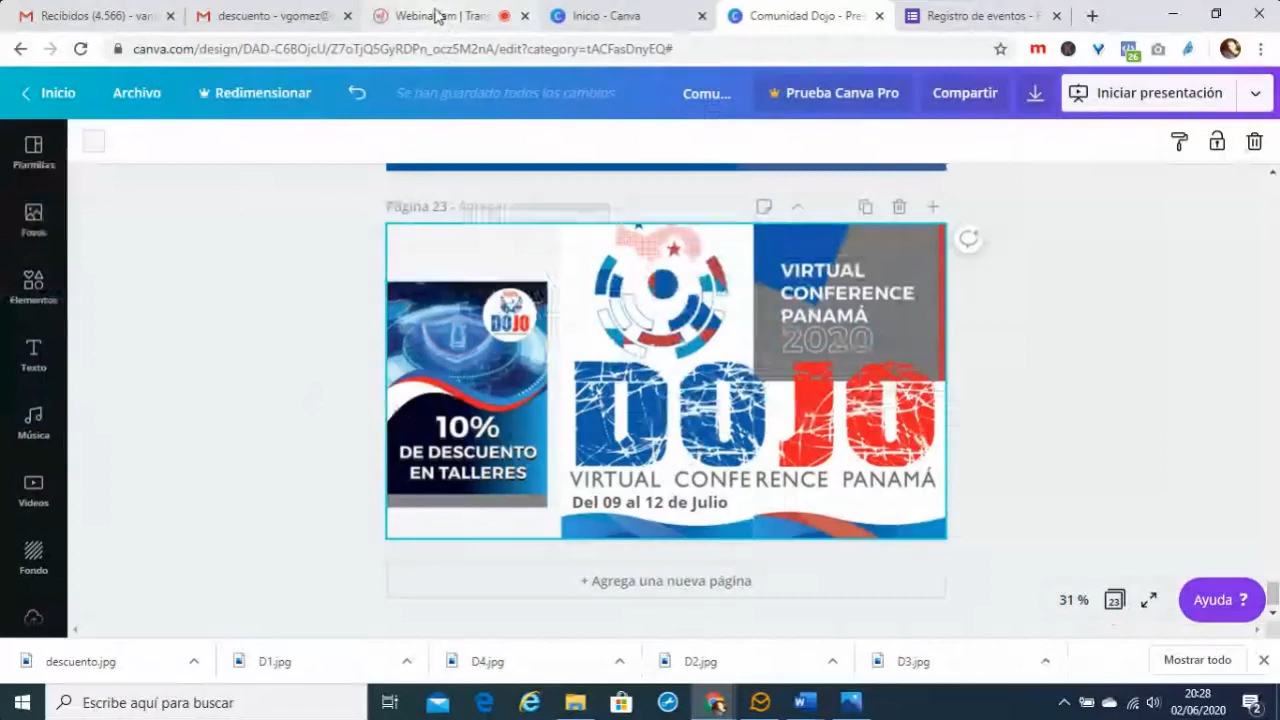 Recibidos (4.566) - van
descuento - vgomez@
Webinarjam | Tran
Inicio - Canva
Comunidad Dojo - Pre
Registro de eventos - F
canva.com/design/DAD-C6BOjcU/Z7oTjQ5GyRDPn_ocz5M2nA/edit?category=tACFasDnyEQ#
26
Inicio
Archivo
Redimensionar
Se han guardado todos los cambios
Comu...
Prueba Canva Pro
Compartir
Iniciar presentación
Plantillas
Fotos
Elementos
Texto
Música
Videos
Fondo
Página 23 -
DOJO
10%
DE DESCUENTO
EN TALLERES
VIRTUAL
CONFERENCE
PANAMÁ
2020
DOJO
VIRTUAL CONFERENCE PANAMÁ
Del 09 al 12 de Julio
+ Agrega una nueva página
31 %
23
Ayuda ?
descuento.jpg
D1.jpg
D4.jpg
D2.jpg
D3.jpg
Mostrar todo
Escribe aquí para buscar
20:28
02/06/2020
2